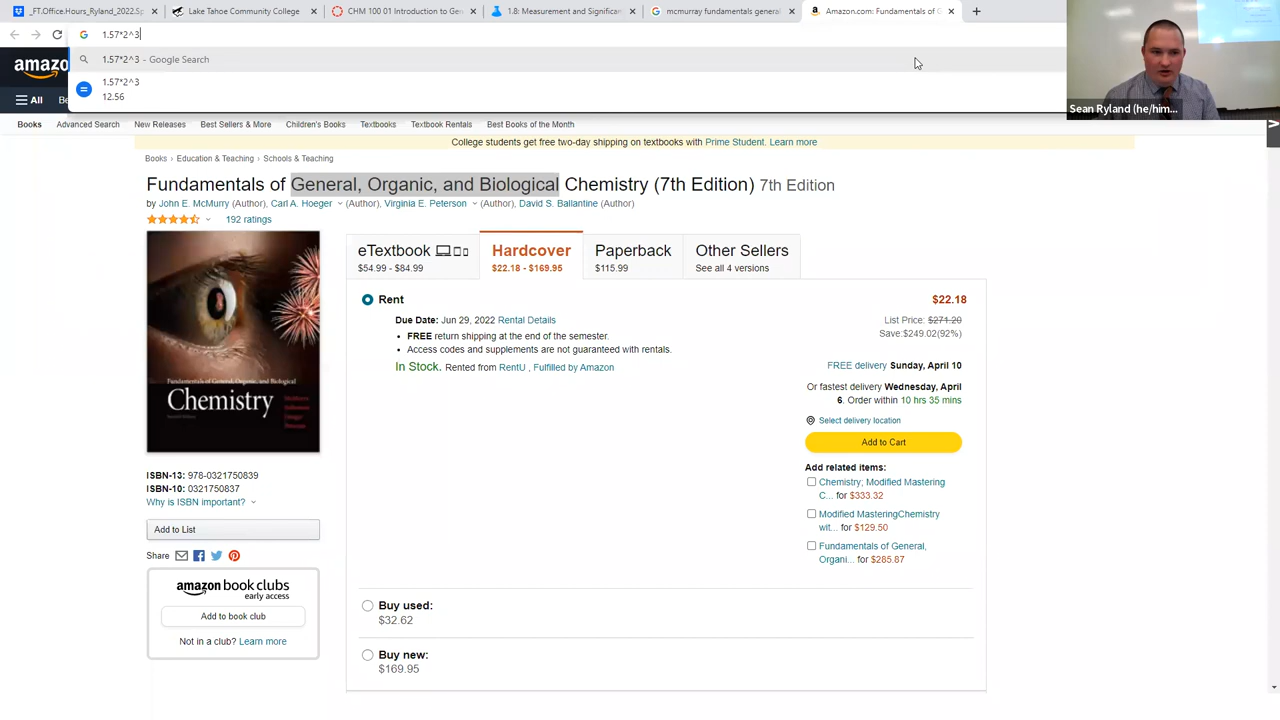 _FT.Office.Hours_Ryland_2022.Sp
Lake Tahoe Community College
CHM 100 01 Introduction to Gen
1.8: Measurement and Significan
mcmurray fundamentals general
Amazon.com: Fundamentals of G
1.57*2^3
1.57*2^3 - Google Search
1.57*2^3
12.56
amazon
All
Be
Sean Ryland (he/him...
Books
Advanced Search
New Releases
Best Sellers & More
Children's Books
Textbooks
Textbook Rentals
Best Books of the Month
College students get free two-day shipping on textbooks with Prime Student. Learn more
Books › Education & Teaching › Schools & Teaching
Fundamentals of General, Organic, and Biological Chemistry (7th Edition) 7th Edition
by John E. McMurry (Author), Carl A. Hoeger (Author), Virginia E. Peterson (Author), David S. Ballantine (Author)
192 ratings
Fundamentals of General, Organic, and Biological
Chemistry
ISBN-13: 978-0321750839
ISBN-10: 0321750837
Why is ISBN important?
Add to List
Share
amazon book clubs
early access
Add to book club
Not in a club? Learn more
eTextbook
$54.99 - $84.99
Hardcover
$22.18 - $169.95
Paperback
$115.99
Other Sellers
See all 4 versions
Rent
$22.18
Due Date: Jun 29, 2022 Rental Details
• FREE return shipping at the end of the semester.
• Access codes and supplements are not guaranteed with rentals.
In Stock. Rented from RentU , Fulfilled by Amazon
List Price: $271.20
Save:$249.02(92%)
FREE delivery Sunday, April 10
Or fastest delivery Wednesday, April
6. Order within 10 hrs 35 mins
Select delivery location
Add to Cart
Add related items:
Chemistry; Modified Mastering
C... for $333.32
Modified MasteringChemistry
wit... for $129.50
Fundamentals of General,
Organi... for $285.87
Buy used:
$32.62
Buy new:
$169.95